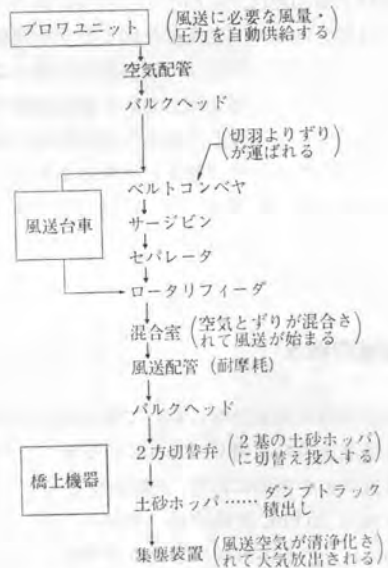 ブロワユニット (風送に必要な風量・
圧力を自動供給する)
空気配管
バルクヘッド
(切羽よりずり
が運ばれる)
ベルトコンベヤ
サージビン
風送台車
セパレータ
ロータリフィーダ
混合室 (空気とずりが混合さ
れて風送が始まる)
風送配管 (耐摩耗)
バルクヘッド
2方切替弁 (2基の土砂ホッパ
に切替え投入する)
橋上機器
土砂ホッパ …… ダンプトラック
積出し
集塵装置 (風送空気が清浄化さ
れて大気放出される)